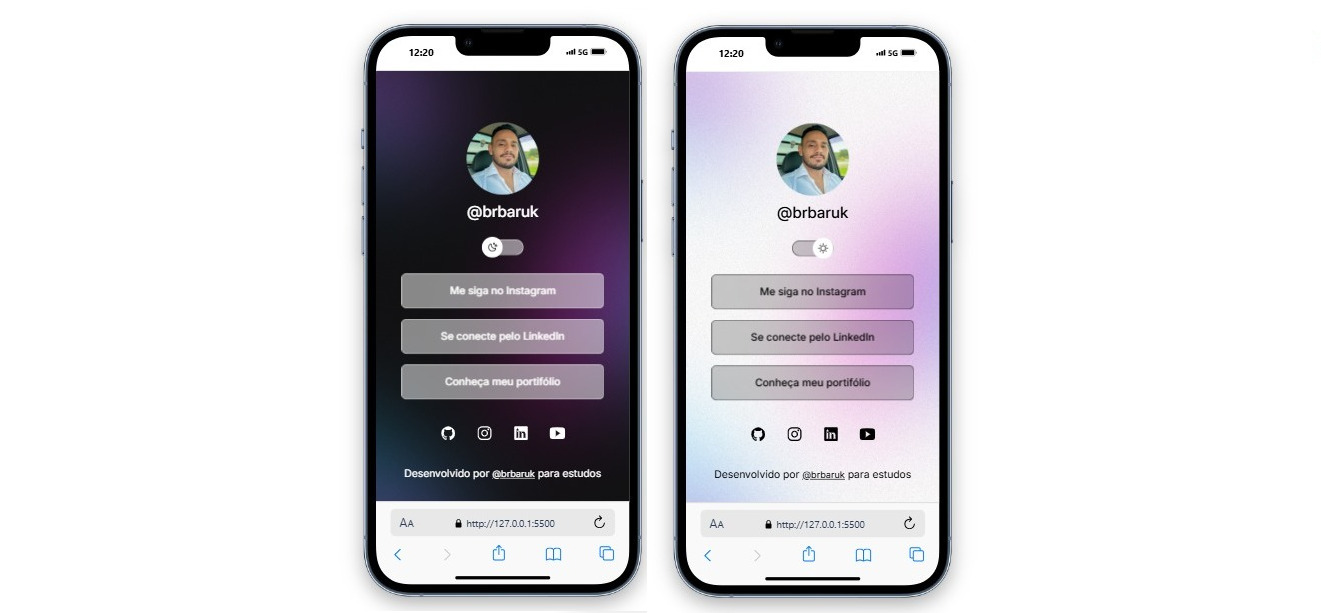 12:20
5G
@brbaruk
Me siga no Instagram
Se conecte pelo LinkedIn
Conheça meu portifólio
in
Desenvolvido por @brbaruk para estudos
AA
http://127.0.0.1:5500
12:20
5G
@brbaruk
Me siga no Instagram
Se conecte pelo LinkedIn
Conheça meu portifólio
in
Desenvolvido por @brbaruk para estudos
AA
http://127.0.0.1:5500